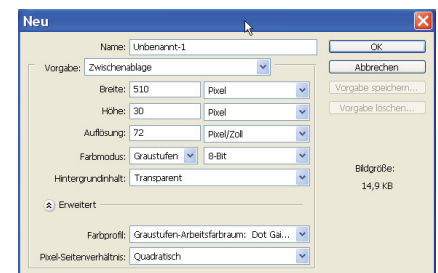 Neu
Name: Unbenannt-1
OK
Vorgabe: Zwischenablage
Abbrechen
Breite: 510 Pixel
Vorgabe speichern...
Höhe: 30 Pixel
Vorgabe löschen...
Auflösung: 72 Pixel/Zoll
Farbmodus: Graustufen 8-Bit
Bildgröße:
Hintergrundinhalt: Transparent
14,9 KB
Erweitert
Farbprofil: Graustufen-Arbeitsfarbraum: Dot Gai...
Pixel-Seitenverhältnis: Quadratisch